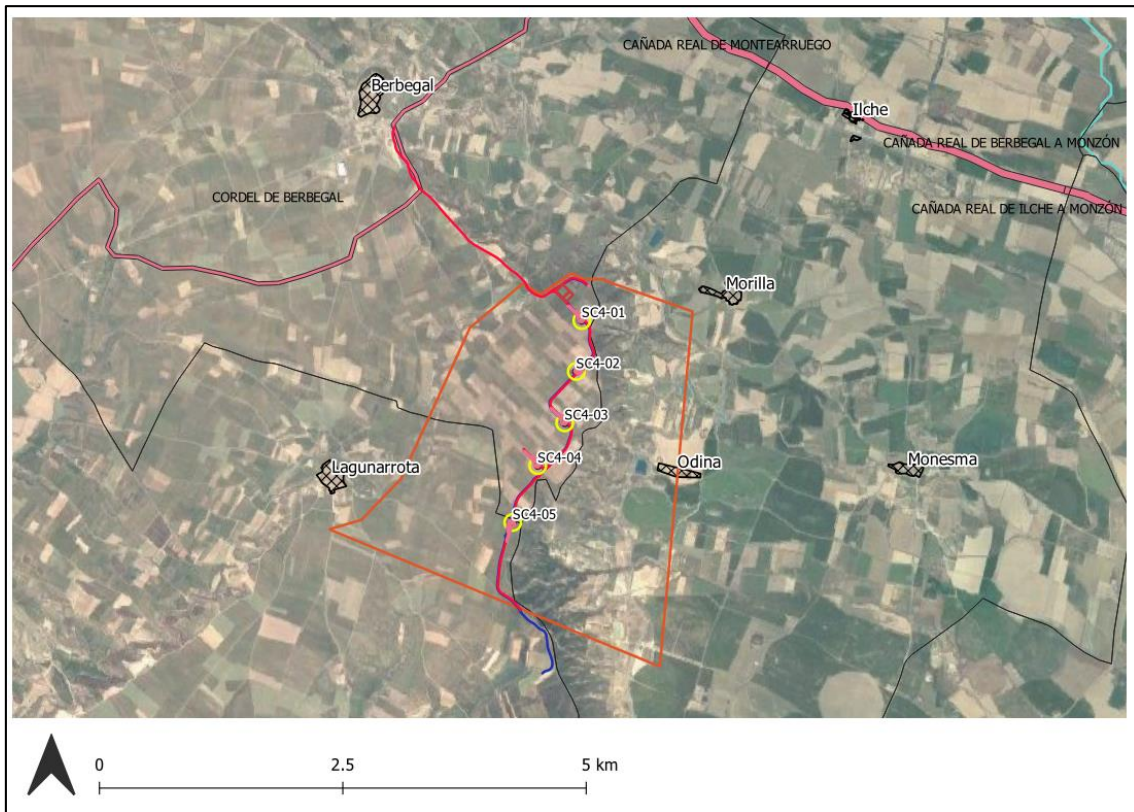 CAÑADA REAL DE MONTEARRUEGO
Berbegal
Ilche
CAÑADA REAL DE BERBEGAL A MONZÓN
CORDEL DE BERBEGAL
CAÑADA REAL DE ILCHE A MONZÓN
Morilla
SC4-01
SC4-02
SC4-03
SC4-04
Odina
Monesma
Lagunarrota
SC4-05
0 2.5 5 km